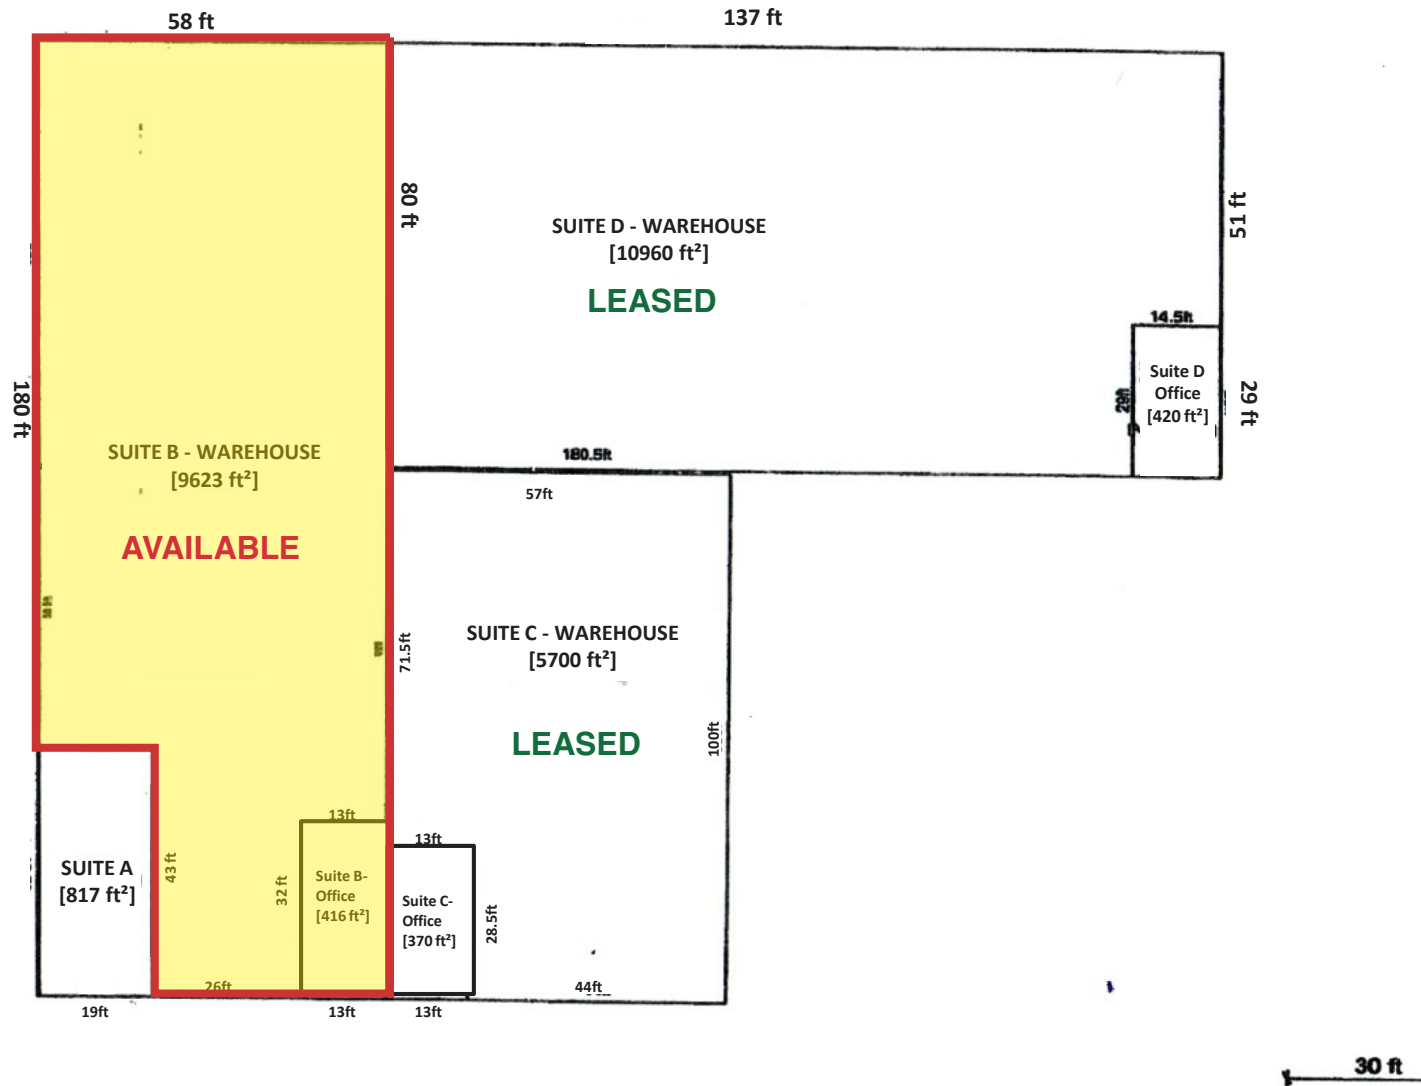 58 ft
137 ft
80 ft
51 ft
SUITE D - WAREHOUSE
[10960 ft²]
LEASED
14.5ft
Suite D
Office
[420 ft²]
29ft
29 ft
180 ft
SUITE B - WAREHOUSE
[9623 ft²]
AVAILABLE
180.5ft
57ft
SUITE C - WAREHOUSE
[5700 ft²]
LEASED
71.5ft
100ft
13ft
13ft
SUITE A
[817 ft²]
43 ft
32 ft
Suite B-
Office
[416 ft²]
Suite C-
Office
[370 ft²]
28.5ft
26ft
44ft
19ft
13ft
13ft
30 ft